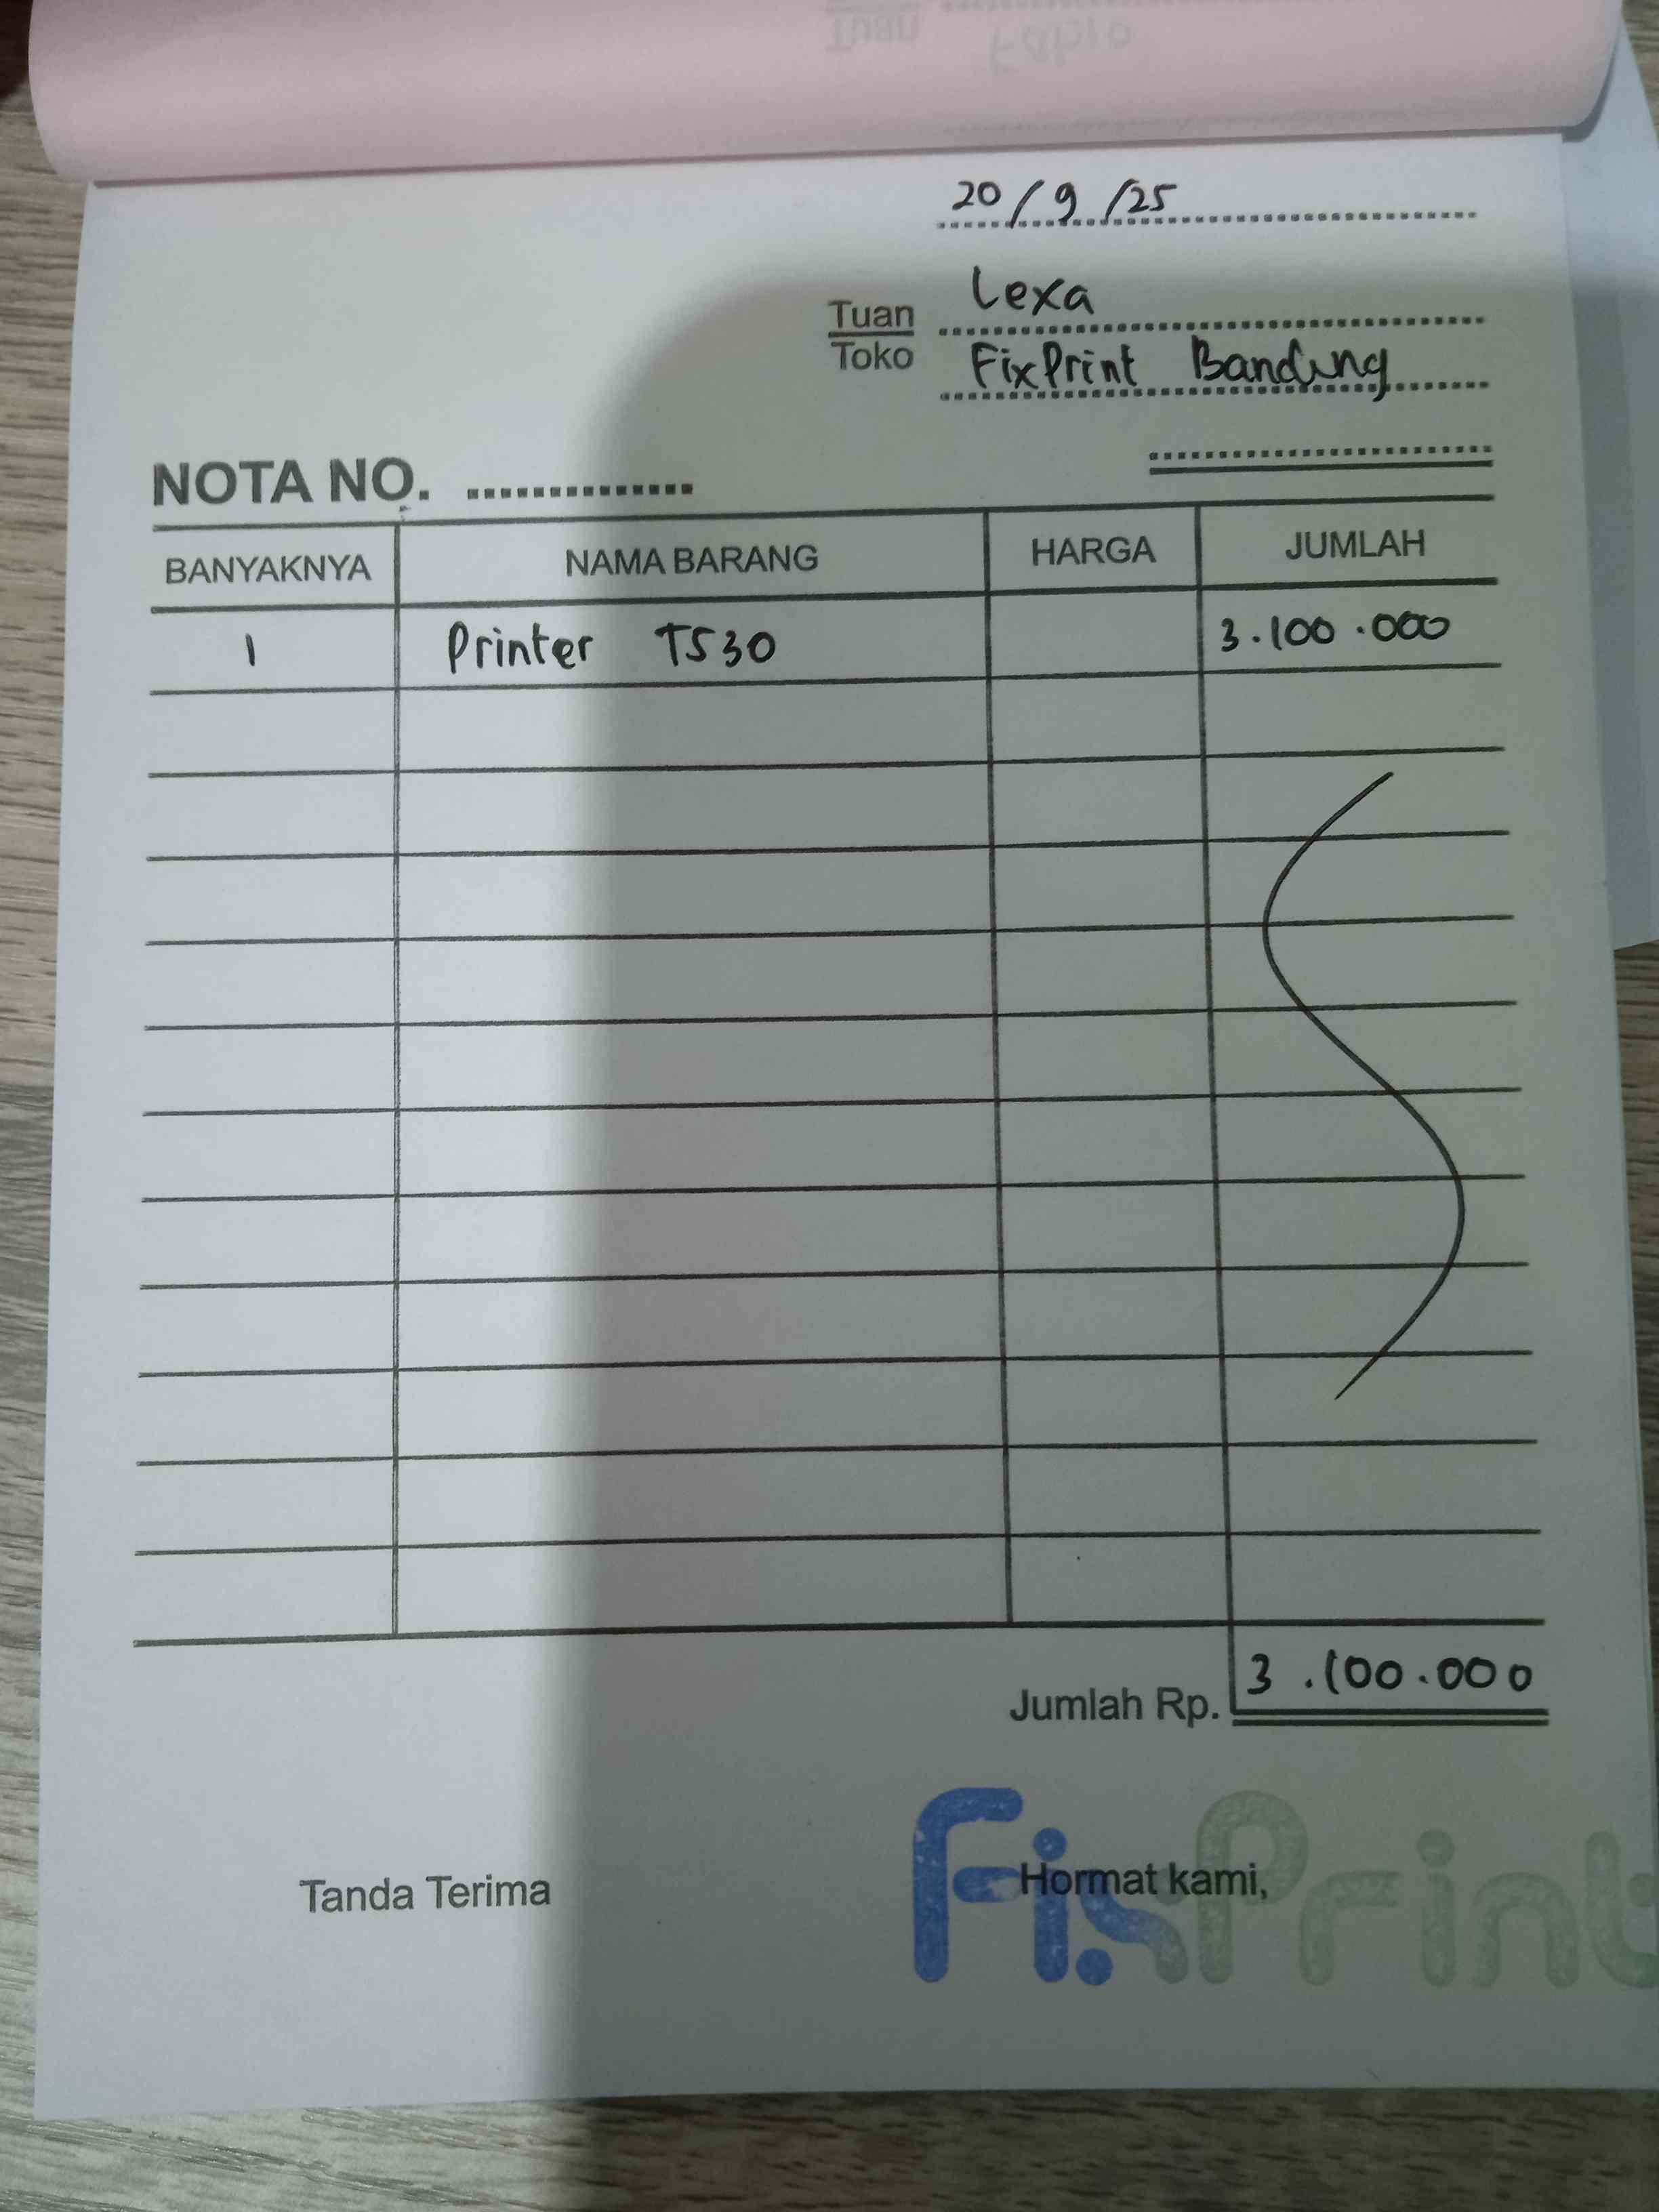 20/9/25
Tuan Lexa
Toko FixPrint Bandung
NOTA NO. ..............
BANYAKNYA NAMA BARANG HARGA JUMLAH
1 Printer TS30 3.100.000
Jumlah Rp. 3.100.000
Tanda Terima Hormat kami,
FixPrint